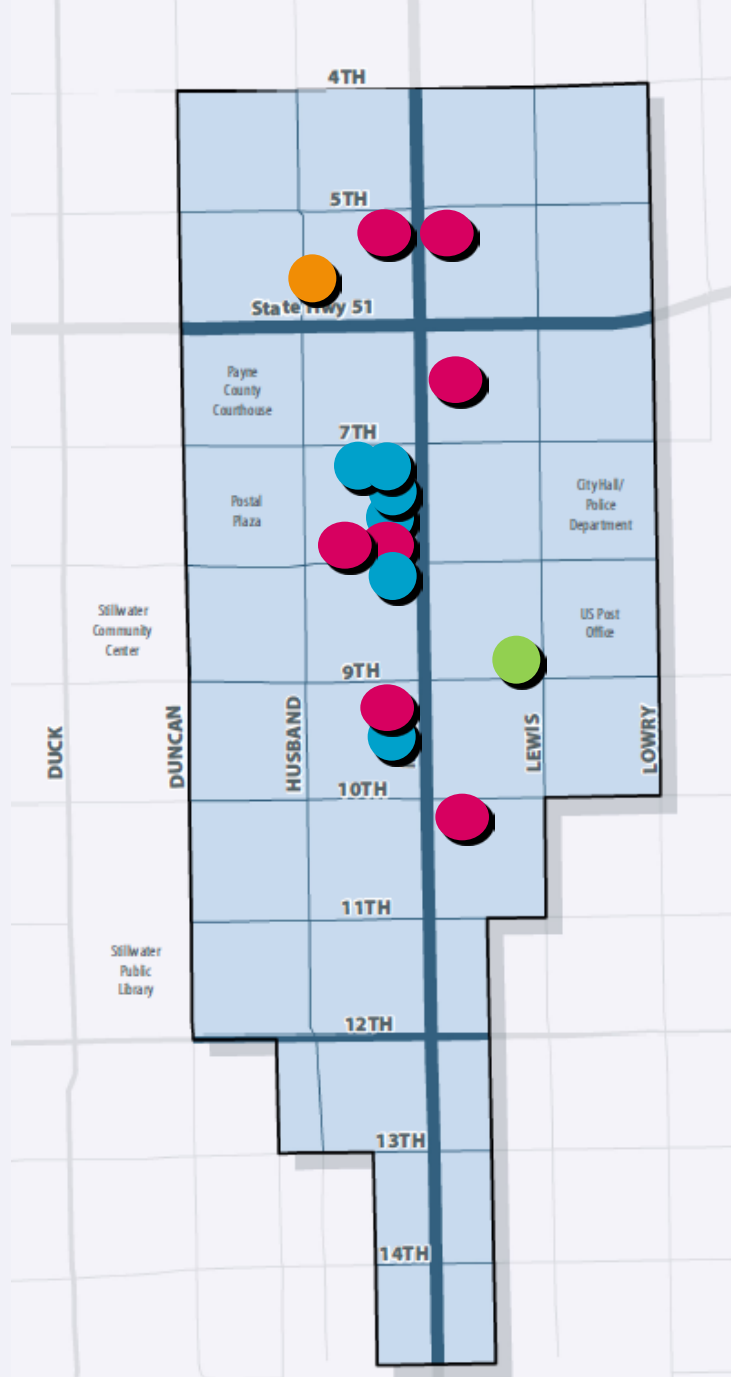 4TH
5TH
State Hwy 51
Payne
County
Courthouse
7TH
Postal
Plaza
City Hall/
Police
Department
Stillwater
Community
Center
US Post
Office
9TH
DUCK
DUNCAN
HUSBAND
LEWIS
LOWRY
10TH
11TH
Stillwater
Public
Library
12TH
13TH
14TH